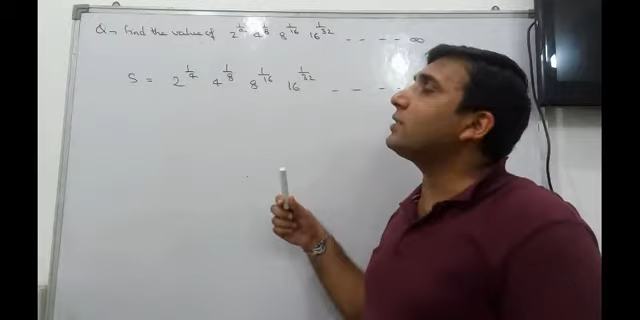 Q→ Find the value of 2^{1/4} 4^{1/8} 8^{1/16} 16^{1/32} - - - - ∞
S = 2^{1/4} 4^{1/8} 8^{1/16} 16^{1/32} - - - -